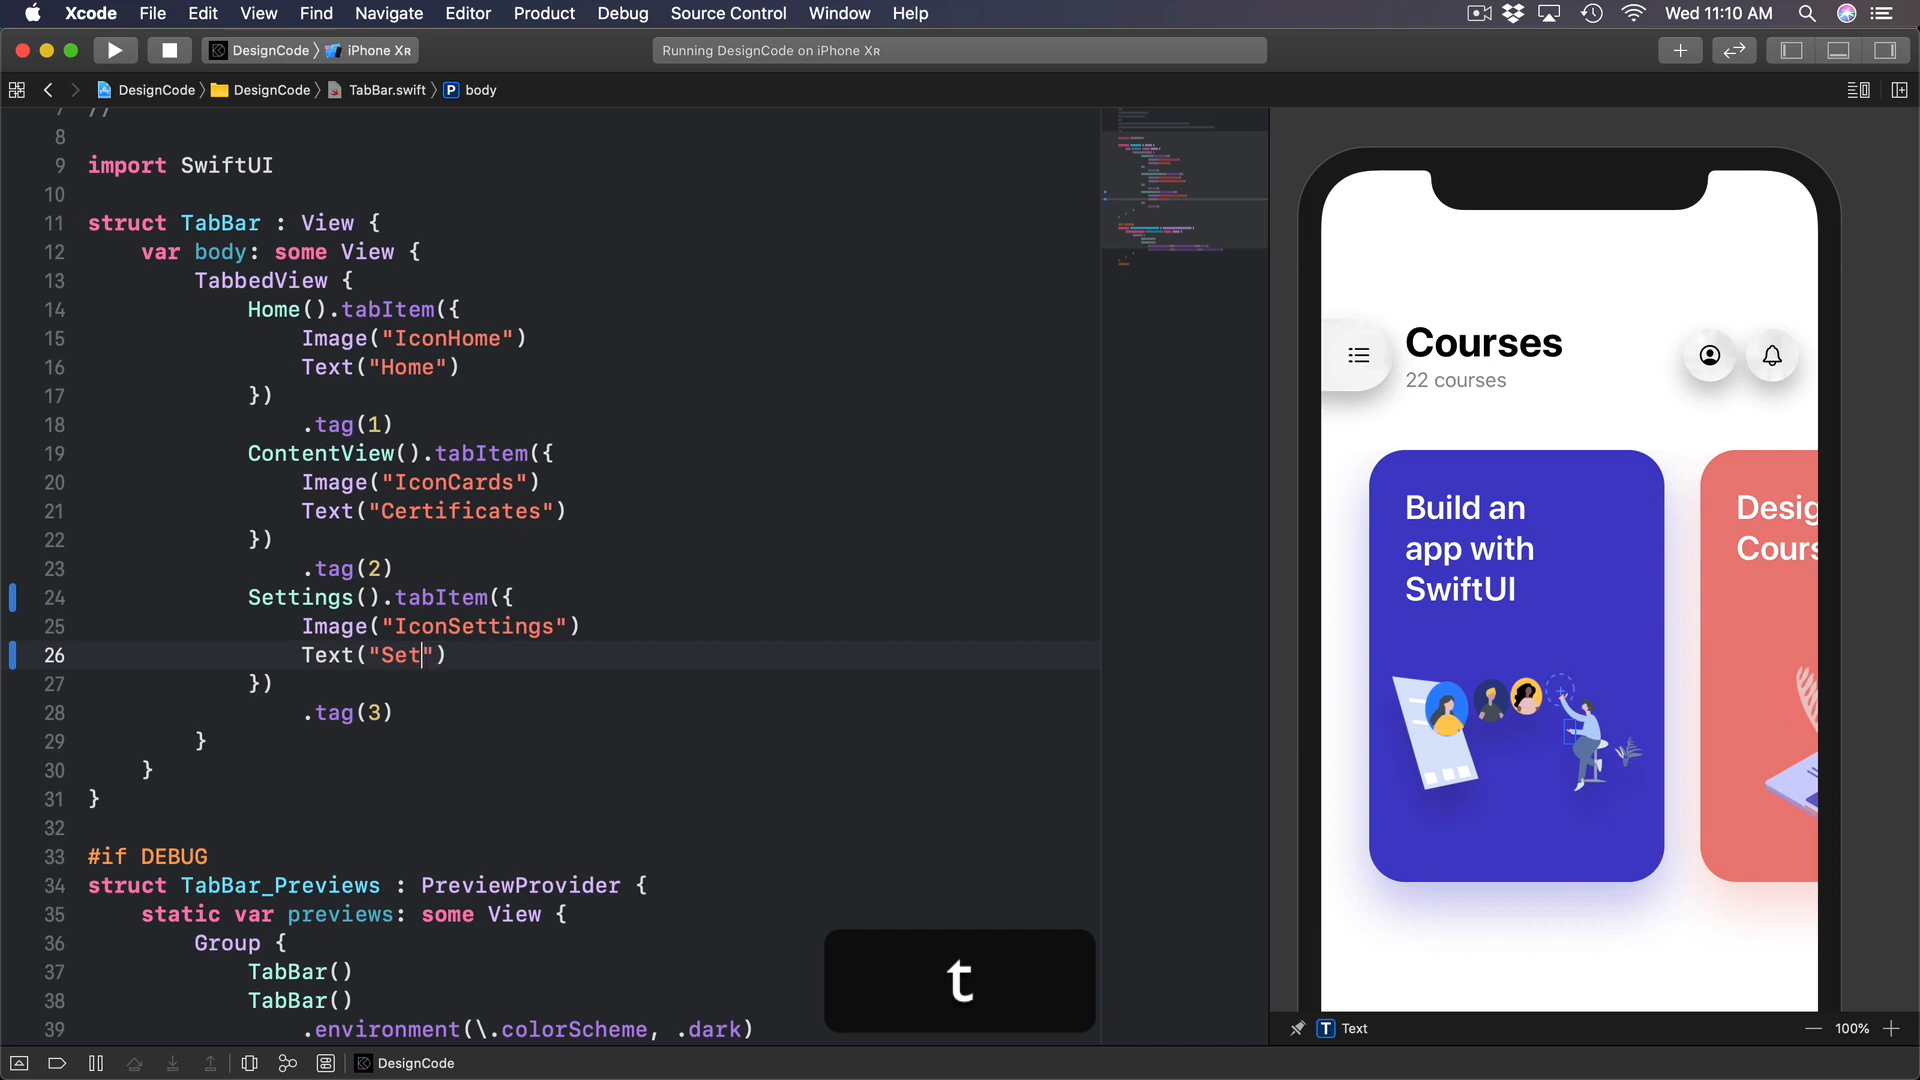 Xcode File Edit View Find Navigate Editor Product Debug Source Control Window Help Wed 11:10 AM
DesignCode iPhone XR Running DesignCode on iPhone XR
DesignCode DesignCode TabBar.swift P body
7 //
8
9 import SwiftUI
10
11 struct TabBar : View {
12 var body: some View {
13 TabbedView {
14 Home().tabItem({
15 Image("IconHome")
16 Text("Home")
17 })
18 .tag(1)
19 ContentView().tabItem({
20 Image("IconCards")
21 Text("Certificates")
22 })
23 .tag(2)
24 Settings().tabItem({
25 Image("IconSettings")
26 Text("Set")
27 })
28 .tag(3)
29 }
30 }
31 }
32
33 #if DEBUG
34 struct TabBar_Previews : PreviewProvider {
35 static var previews: some View {
36 Group {
37 TabBar()
38 TabBar()
39 .environment(\.colorScheme, .dark)
t
Courses
22 courses
Build an
app with
SwiftUI
Desig
Cours
T Text 100%
DesignCode